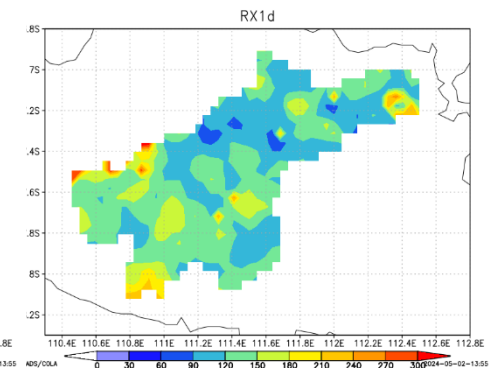 RX1d
.8S
7S
.2S
.4S
.6S
.8S
8S
.2S
.8E 110.4E 110.6E 110.8E 111E 111.2E 111.4E 111.6E 111.8E 112E 112.2E 112.4E 112.6E 112.8E
13:55 ADS/COLA 0 30 60 90 120 150 180 210 240 270 300 2024-05-02-13:55